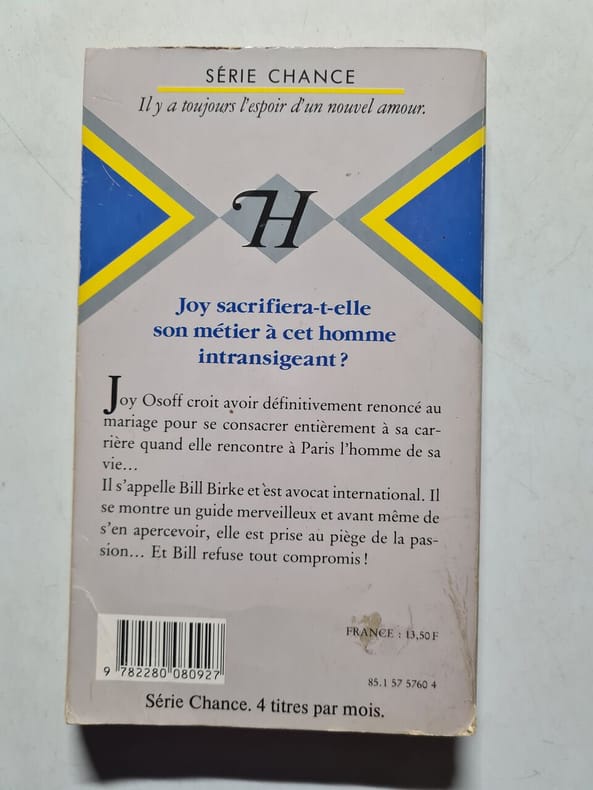 SÉRIE CHANCE
Il y a toujours l'espoir d'un nouvel amour.
H
Joy sacrifiera-t-elle
son métier à cet homme
intransigeant ?
Joy Osoff croit avoir définitivement renoncé au
mariage pour se consacrer entièrement à sa car-
rière quand elle rencontre à Paris l'homme de sa
vie...
Il s'appelle Bill Birke et est avocat international. Il
se montre un guide merveilleux et avant même de
s'en apercevoir, elle est prise au piège de la pas-
sion... Et Bill refuse tout compromis !
FRANCE : 13,50 F
9 782280 080927
85.1 57 5760 4
Série Chance. 4 titres par mois.